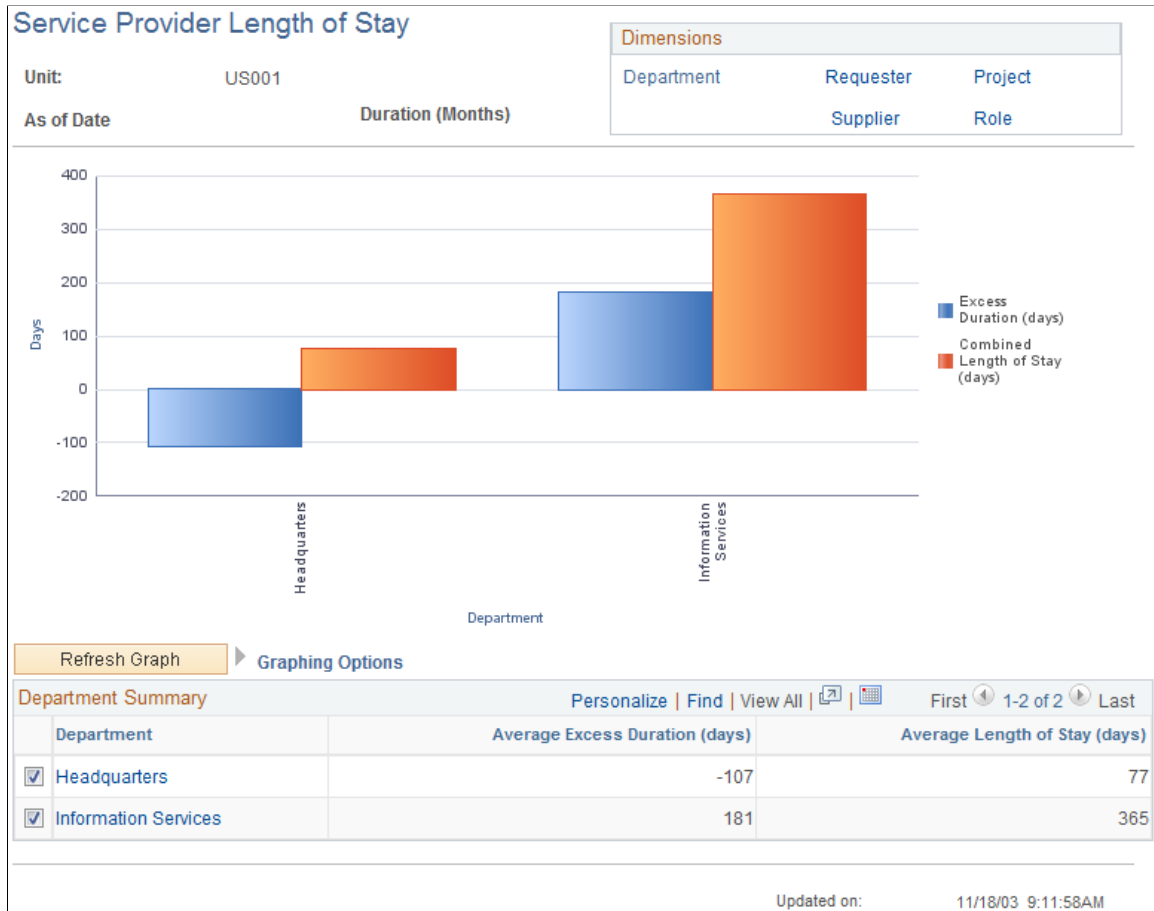 Service Provider Length of Stay
Dimensions
Unit: US001
Department Requester Project
As of Date Duration (Months)
Supplier Role
400
300
200
100
0
-100
-200
Days
Headquarters
Information
Services
Department
Excess
Duration (days)
Combined
Length of Stay
(days)
Refresh Graph Graphing Options
Department Summary Personalize | Find | View All | | First 1-2 of 2 Last
Department Average Excess Duration (days) Average Length of Stay (days)
Headquarters -107 77
Information Services 181 365
Updated on: 11/18/03 9:11:58AM